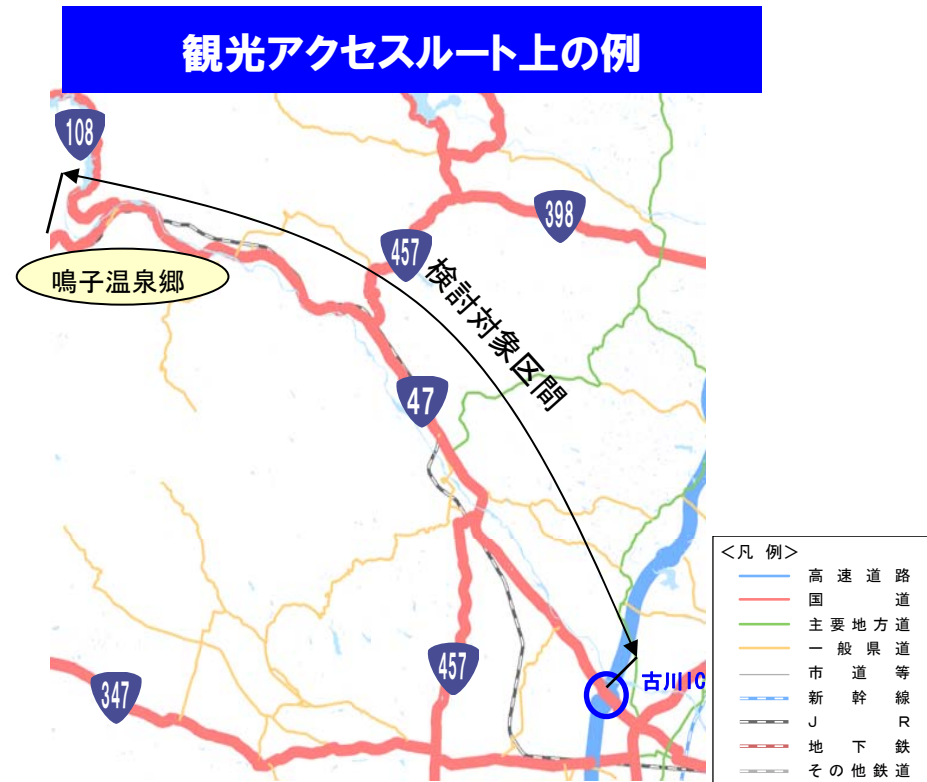 観光アクセスルート上の例
108
398
457
検討対象区間
鳴子温泉郷
47
古川IC
457
347
＜凡 例＞
高 速 道 路
国 道
主 要 地 方 道
一 般 県 道
市 道 等
新 幹 線
J R
地 下 鉄
そ の 他 鉄 道